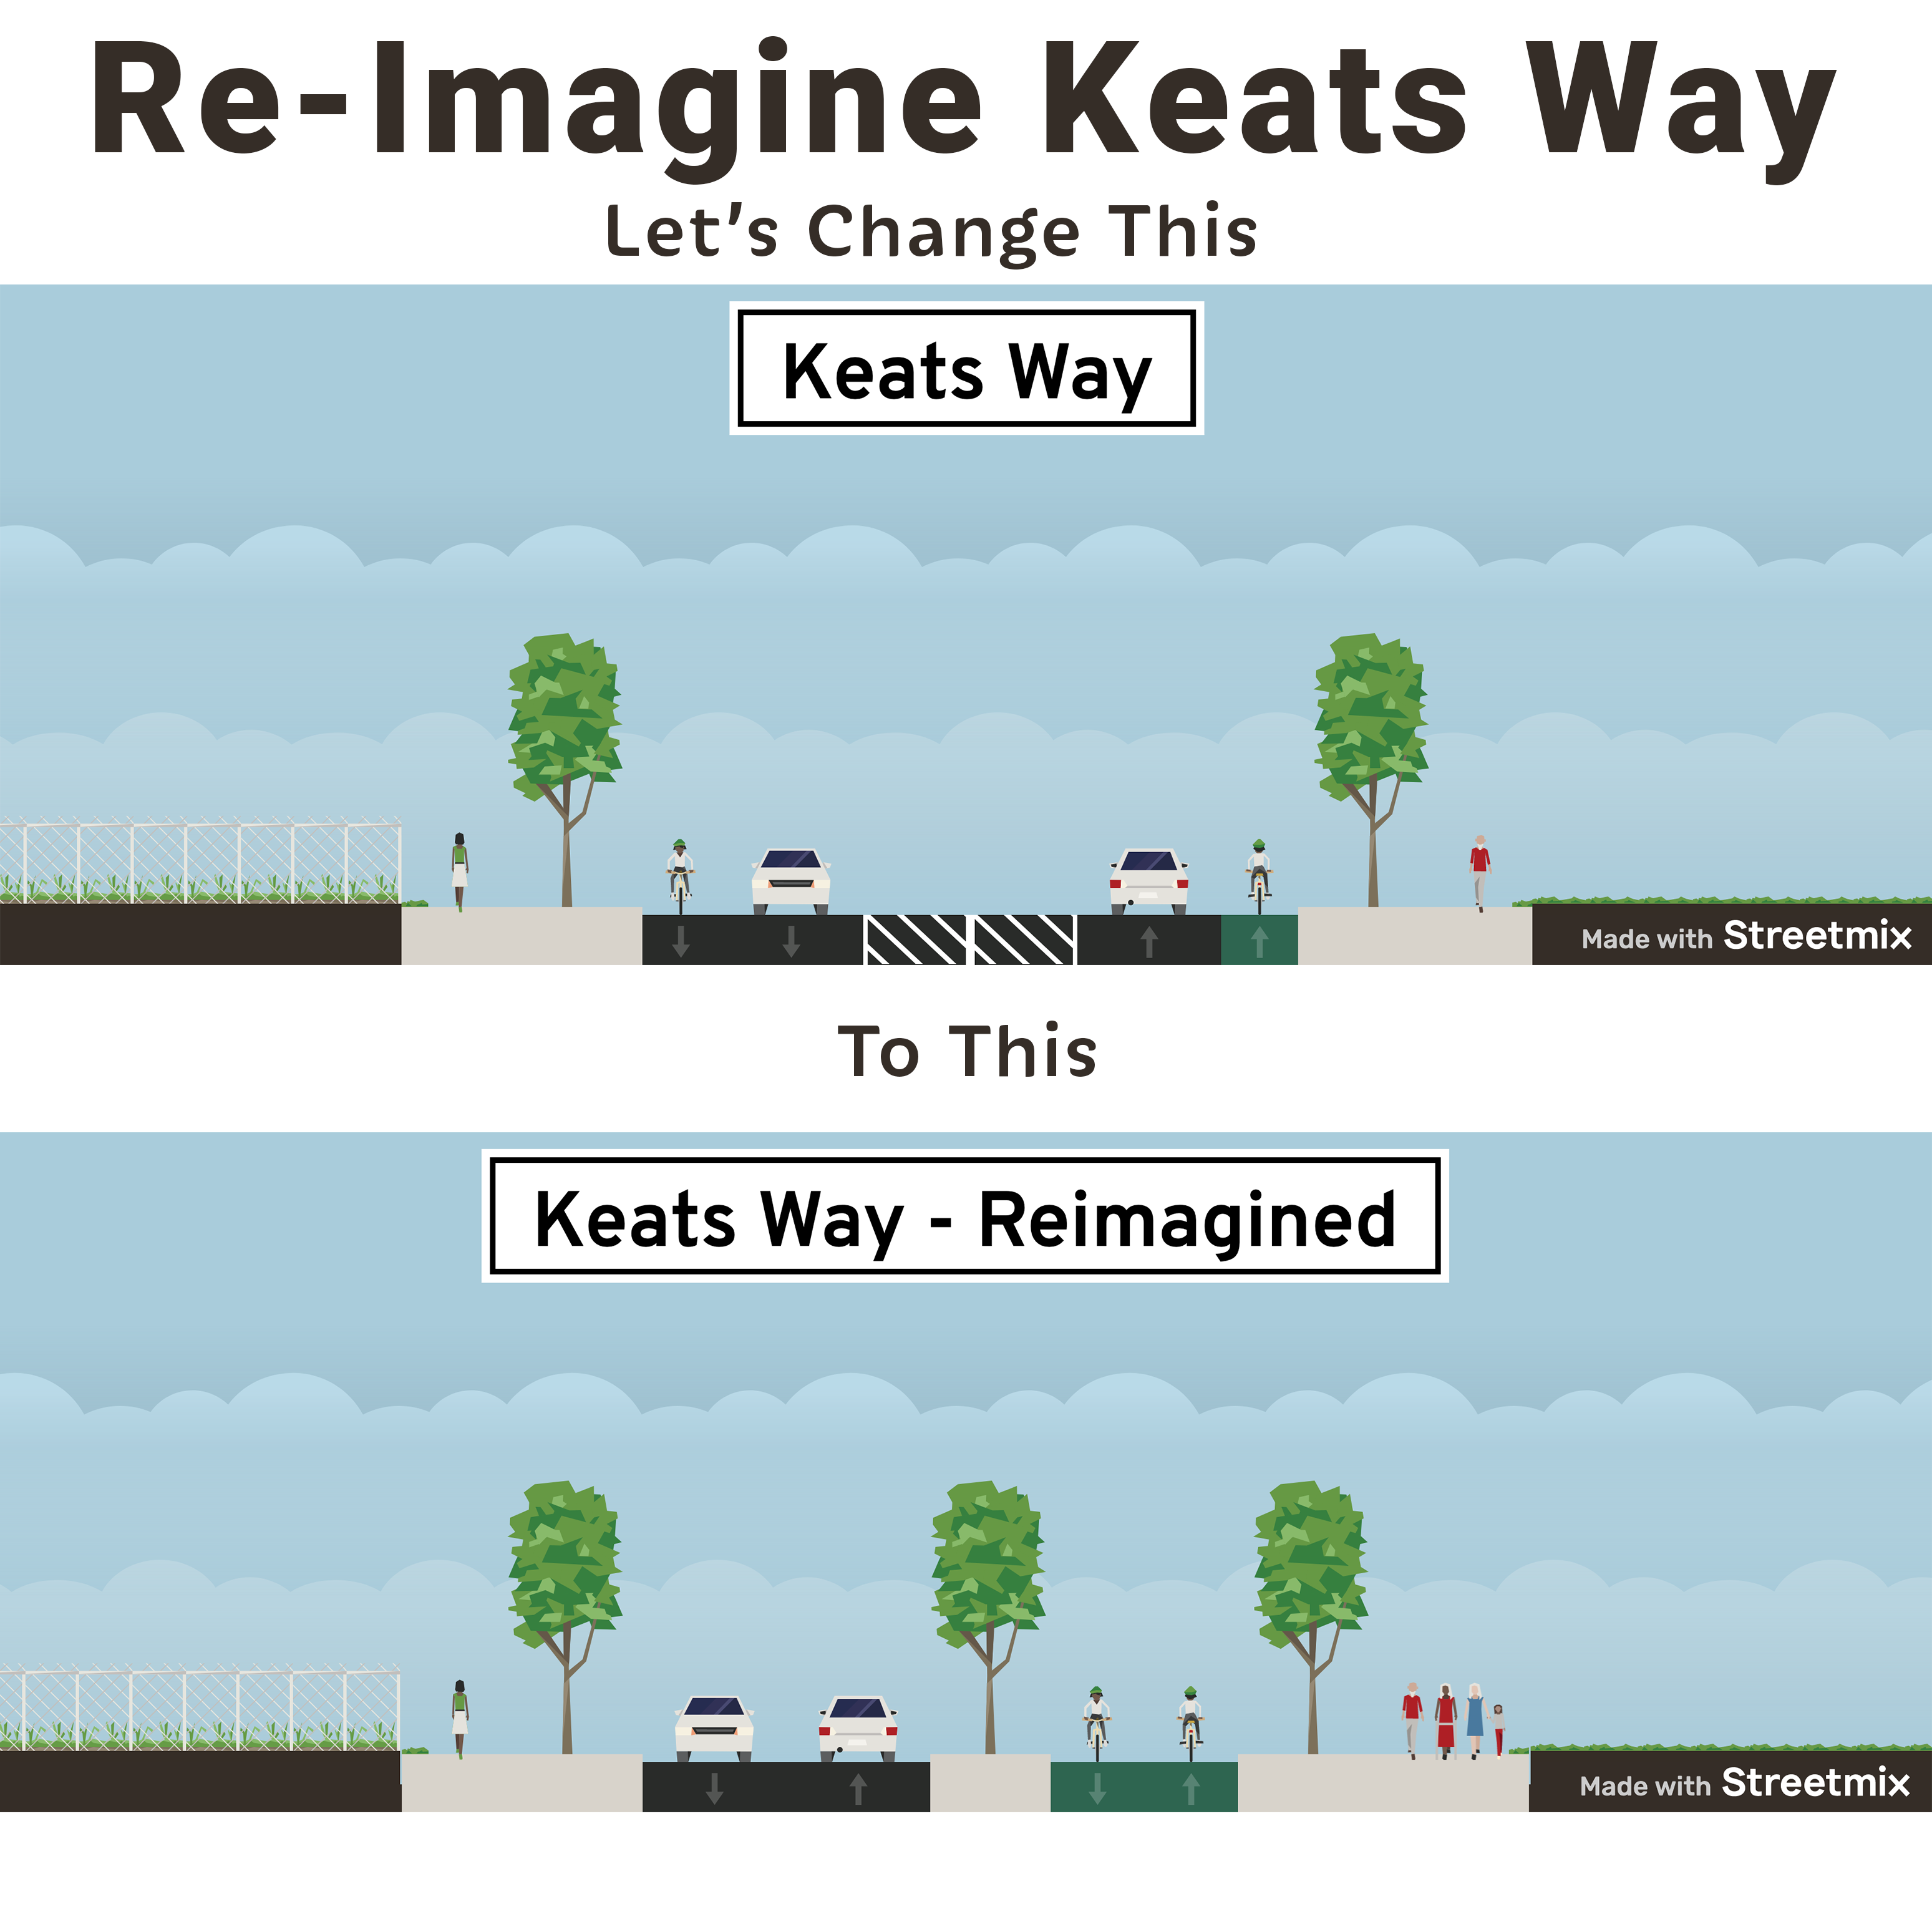 Re-Imagine Keats Way
Let’s Change This
Keats Way
Made with Streetmix
To This
Keats Way - Reimagined
Made with Streetmix